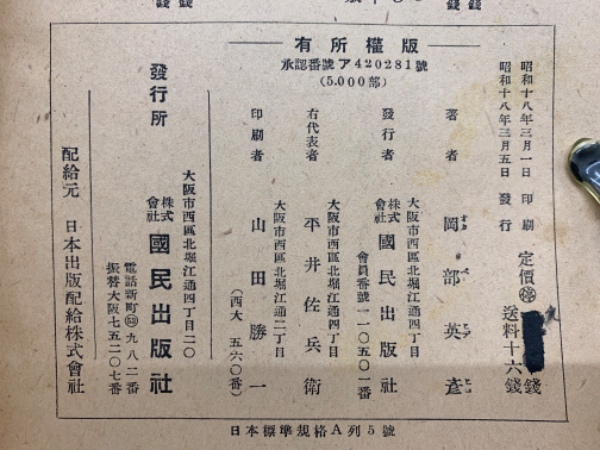 有所權版
承認番號ア420281號
(5.000部)
昭和十八年三月一日 印刷
昭和十八年三月五日 發行
定價
錢
送料十六錢
著者 岡部英彥
大阪市西區北堀江通四丁目
發行者 株式會社 國民出版社
會員番號一一〇五〇一番
大阪市西區北堀江通四丁目
右代表者 平井佐兵衛
大阪市西區北堀江通二丁目
印刷者 山田勝一
(西大 五六〇番)
大阪市西區北堀江通四丁目二〇
發行所 株式會社 國民出版社
電話新町 九八二番
振替大阪七五二〇七番
配給元 日本出版配給株式會社
日本標準規格A列5號